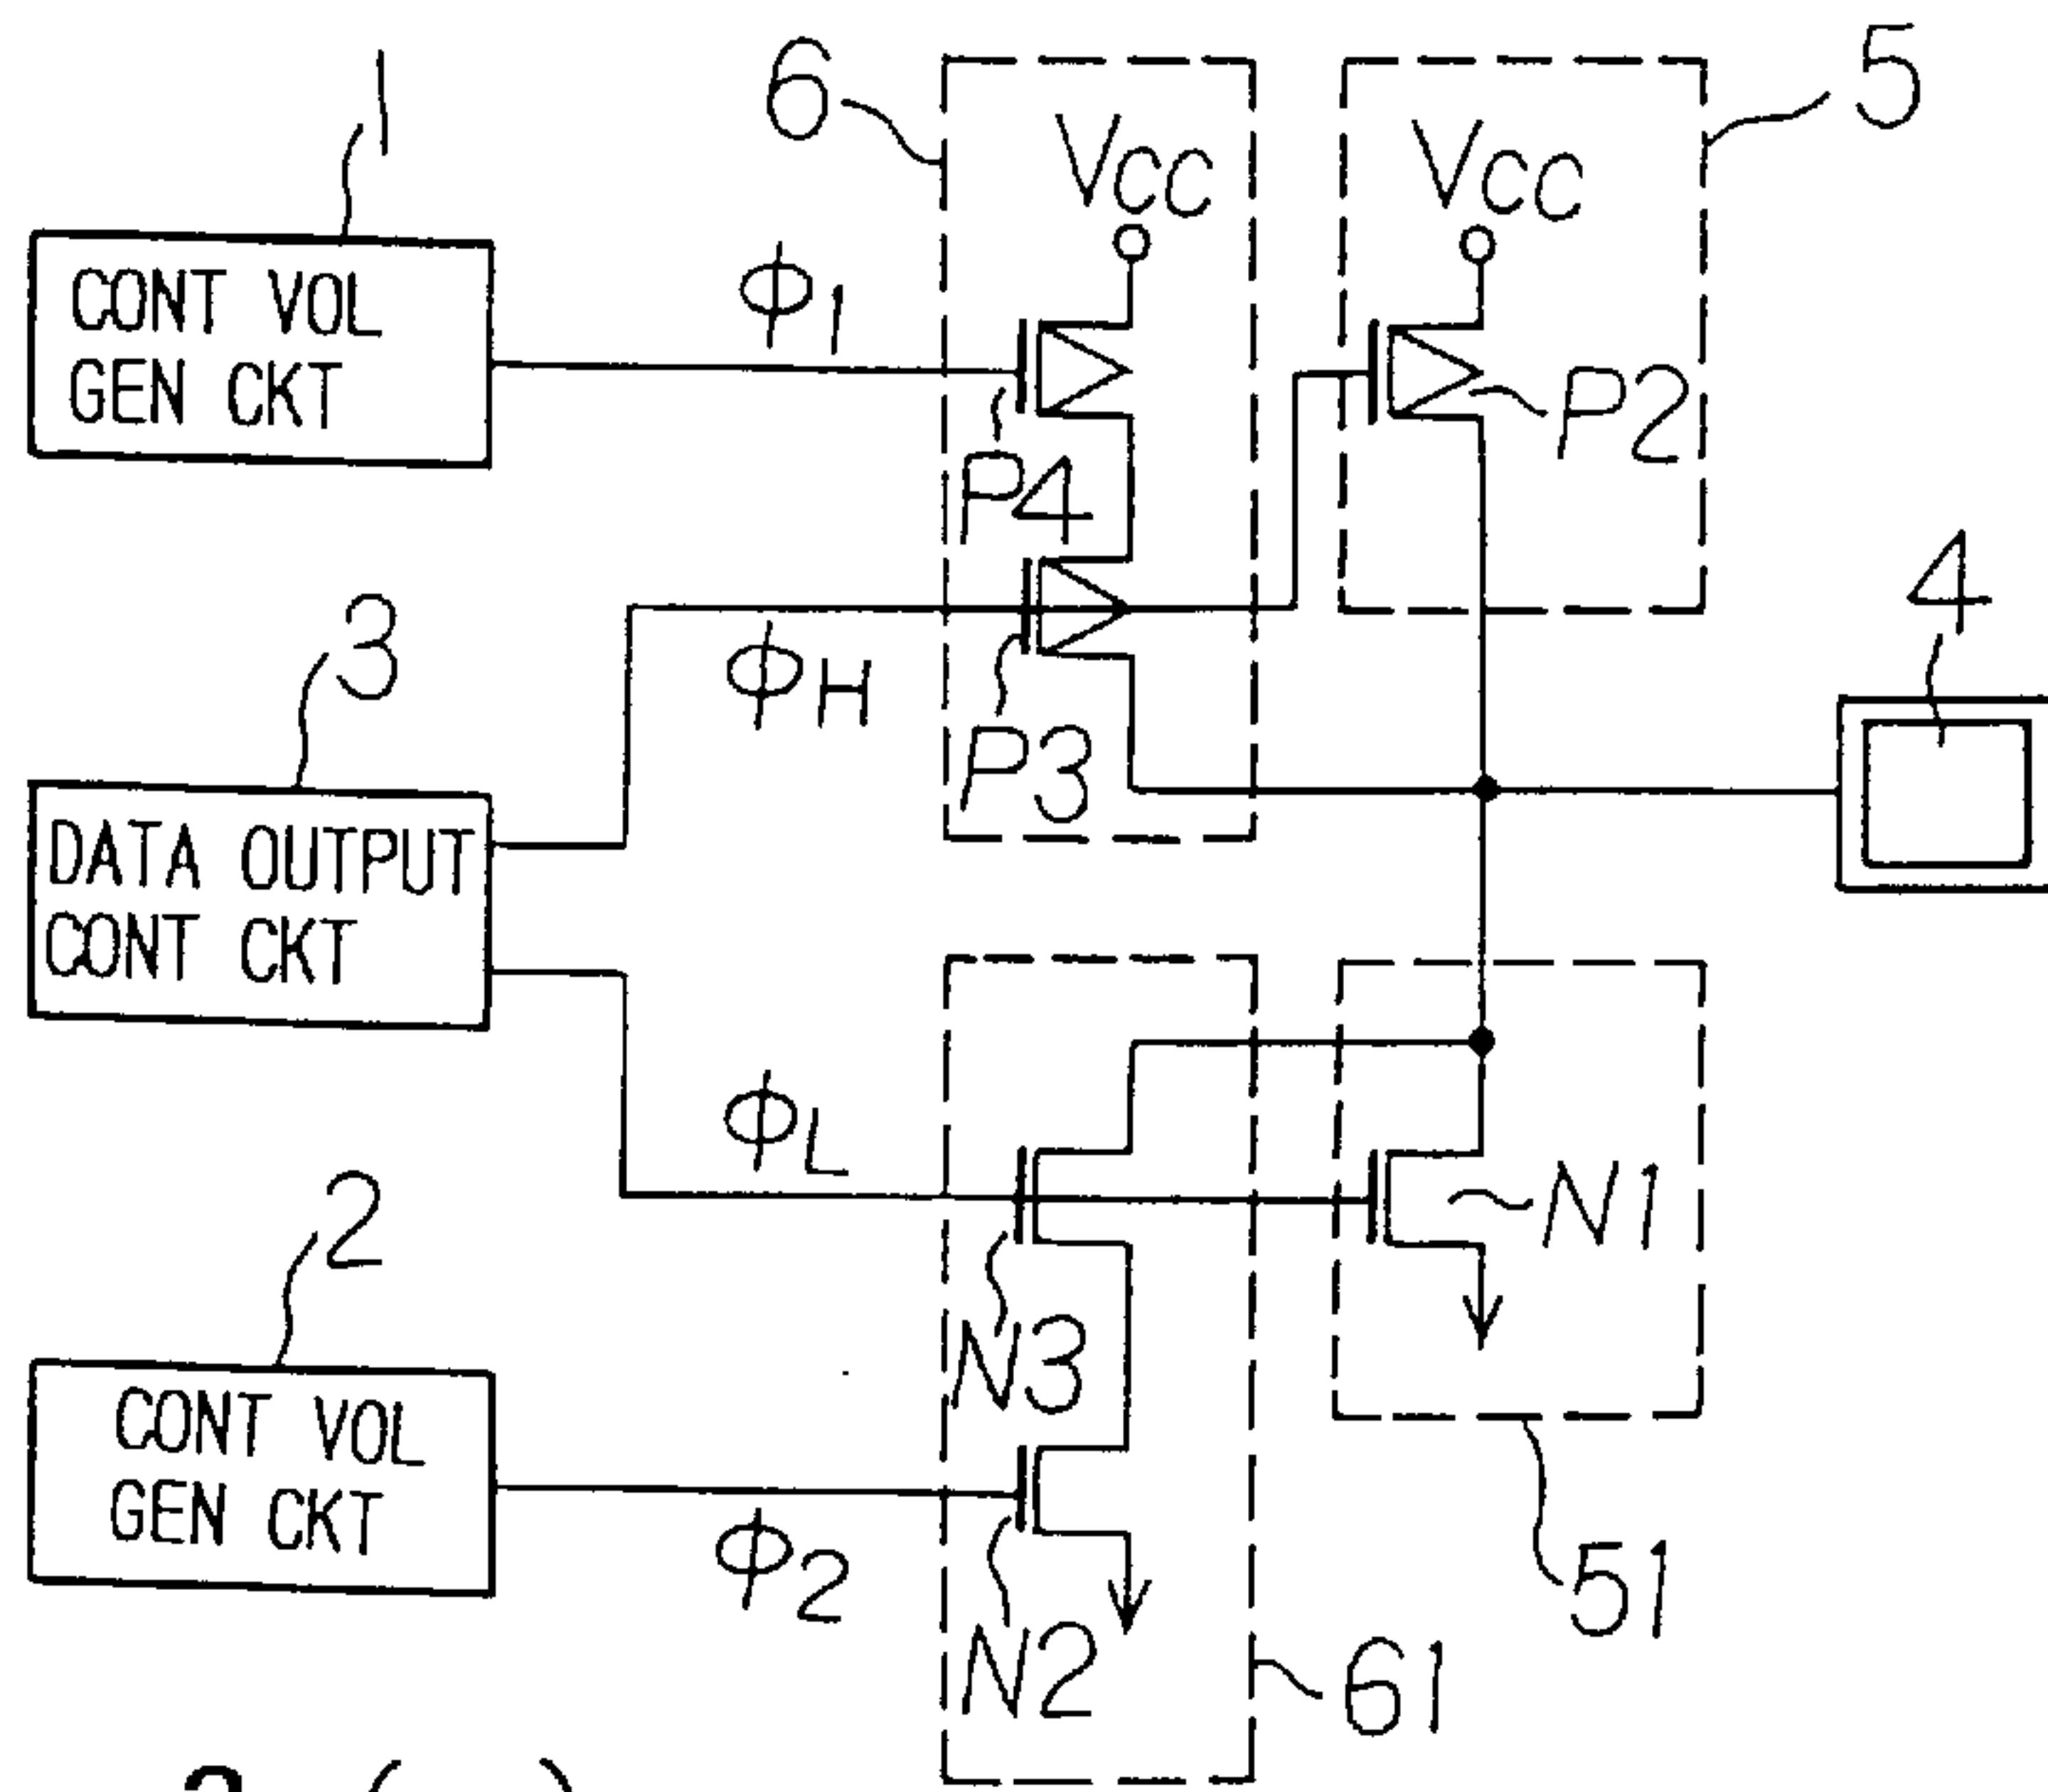 1
6
5
VCC
VCC
CONT VOL
GEN CKT
ϕ1
P4
P2
3
4
ϕH
P3
DATA OUTPUT
CONT CKT
ϕL
N1
2
N3
CONT VOL
GEN CKT
ϕ2
N2
51
61